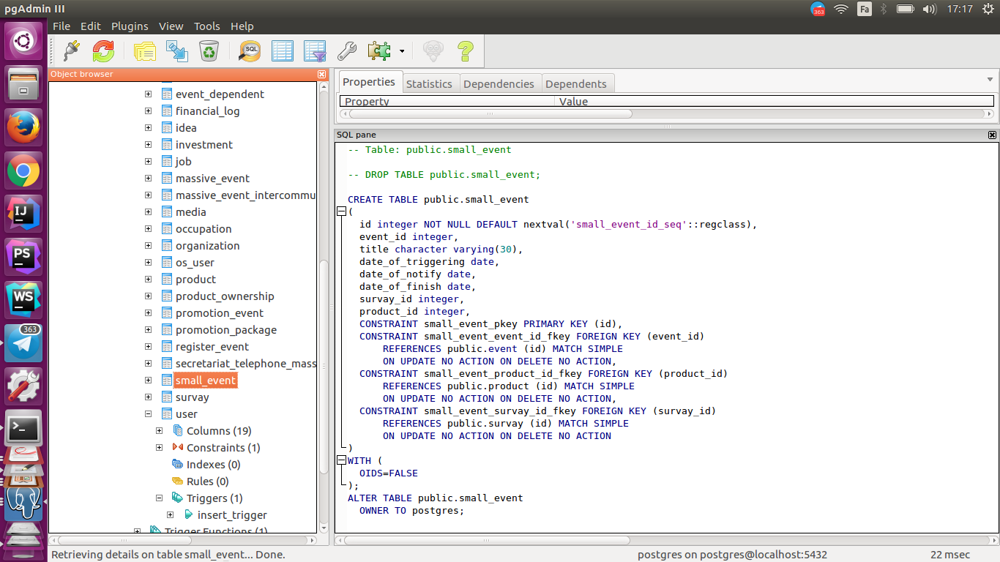 pgAdmin III
363
Fa
17:17
File Edit Plugins View Tools Help
SQL
Object browser
event_dependent
financial_log
idea
investment
job
massive_event
massive_event_intercommu
media
occupation
organization
os_user
product
product_ownership
promotion_event
promotion_package
register_event
secretariat_telephone_mass
small_event
survay
user
Columns (19)
Constraints (1)
Indexes (0)
Rules (0)
Triggers (1)
insert_trigger
Trigger Functions (1)
IJ
PS
WS
363
>_
Properties Statistics Dependencies Dependents
Property Value
SQL pane
-- Table: public.small_event
-- DROP TABLE public.small_event;
CREATE TABLE public.small_event
(
id integer NOT NULL DEFAULT nextval('small_event_id_seq'::regclass),
event_id integer,
title character varying(30),
date_of_triggering date,
date_of_notify date,
date_of_finish date,
survay_id integer,
product_id integer,
CONSTRAINT small_event_pkey PRIMARY KEY (id),
CONSTRAINT small_event_event_id_fkey FOREIGN KEY (event_id)
REFERENCES public.event (id) MATCH SIMPLE
ON UPDATE NO ACTION ON DELETE NO ACTION,
CONSTRAINT small_event_product_id_fkey FOREIGN KEY (product_id)
REFERENCES public.product (id) MATCH SIMPLE
ON UPDATE NO ACTION ON DELETE NO ACTION,
CONSTRAINT small_event_survay_id_fkey FOREIGN KEY (survay_id)
REFERENCES public.survay (id) MATCH SIMPLE
ON UPDATE NO ACTION ON DELETE NO ACTION
)
WITH (
OIDS=FALSE
);
ALTER TABLE public.small_event
OWNER TO postgres;
Retrieving details on table small_event... Done.
postgres on postgres@localhost:5432
22 msec